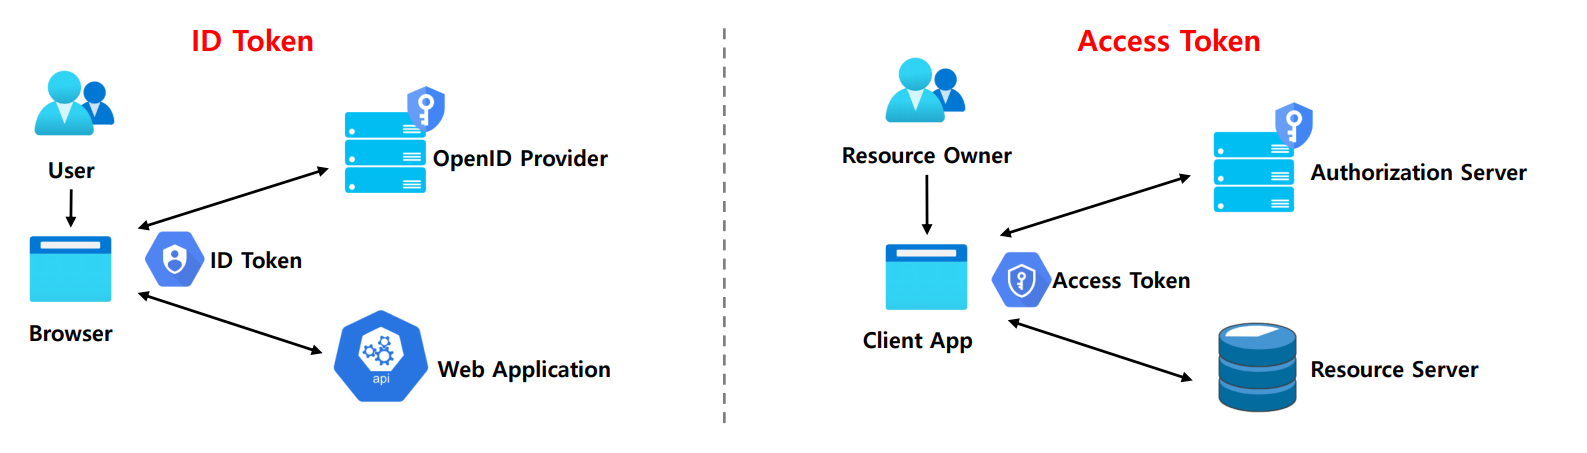 ID Token
User
OpenID Provider
ID Token
Browser
api
Web Application
Access Token
Resource Owner
Authorization Server
Access Token
Client App
Resource Server